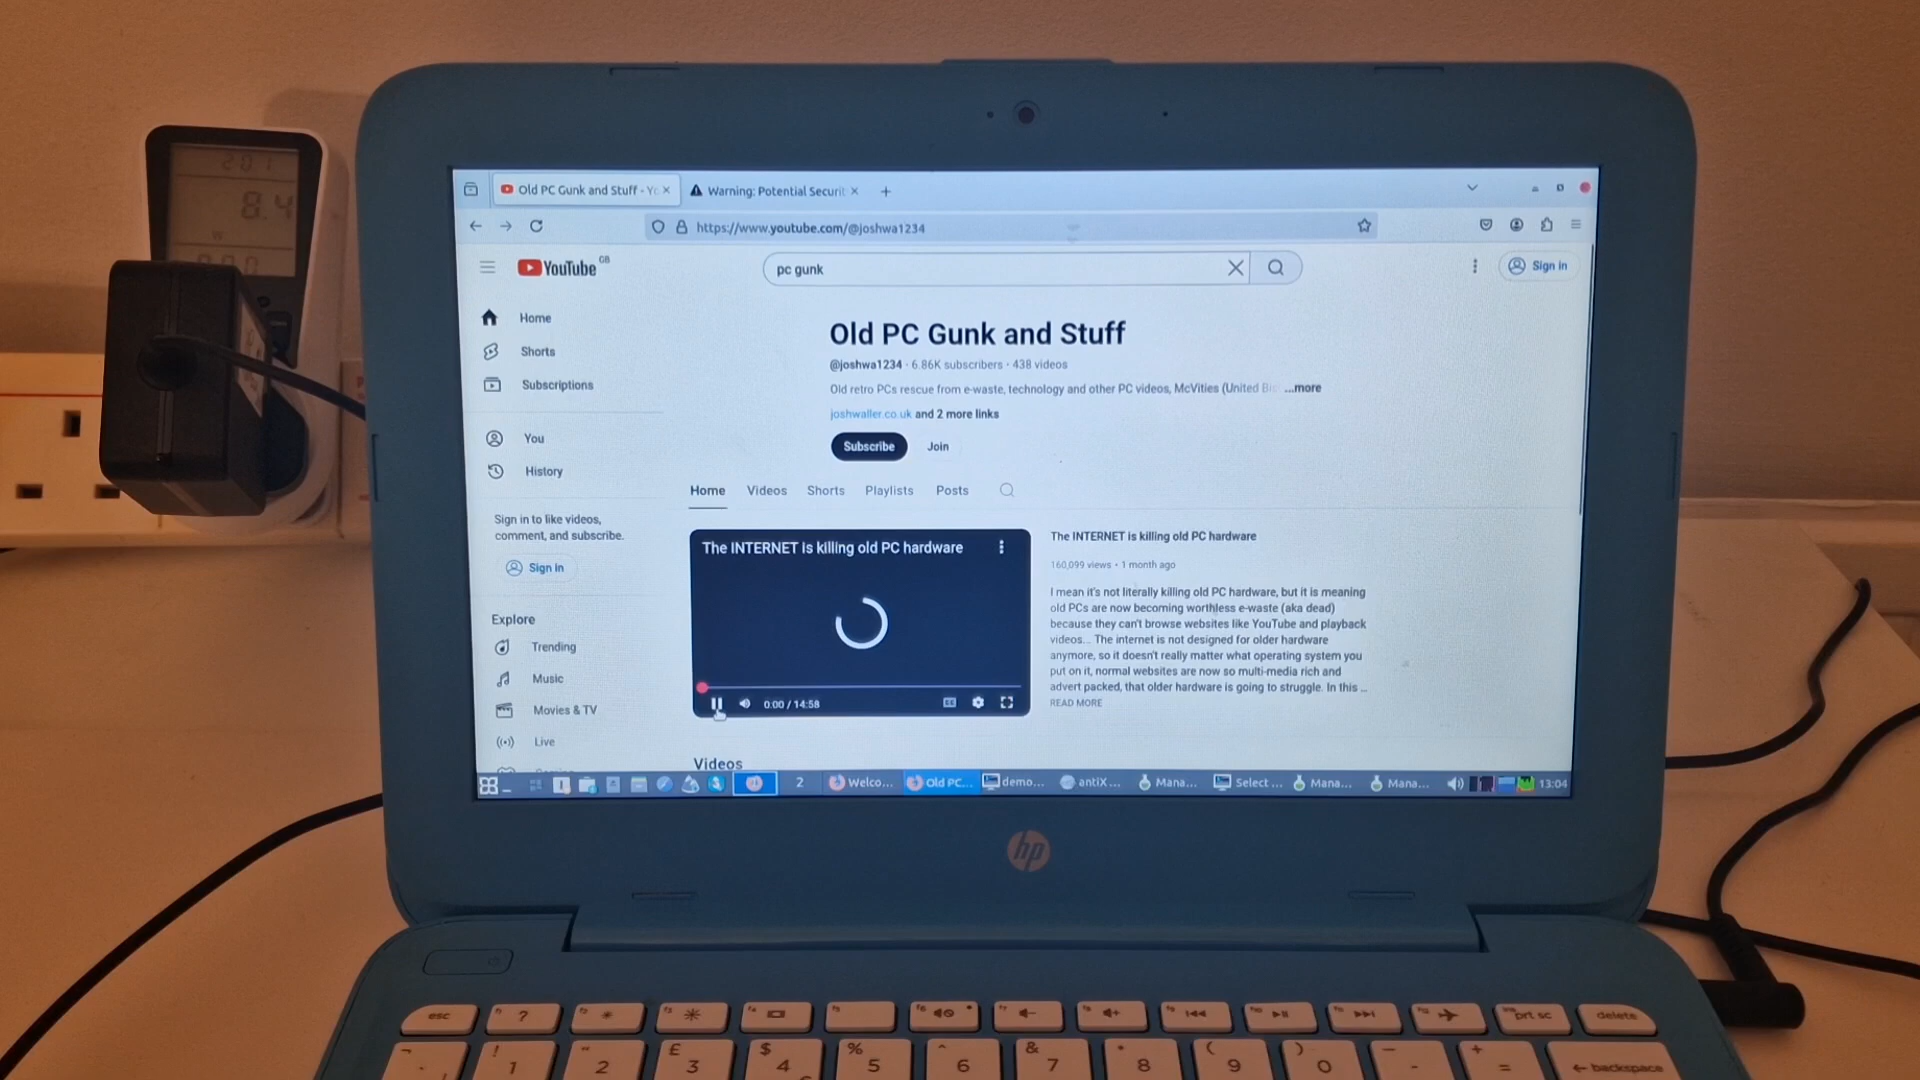 201
8.4
W
Old PC Gunk and Stuff - Yo
Warning: Potential Securit
https://www.youtube.com/@joshwa1234
YouTube GB
pc gunk
Sign in
Home
Shorts
Subscriptions
You
History
Sign in to like videos,
comment, and subscribe.
Sign in
Explore
Trending
Music
Movies & TV
Live
Old PC Gunk and Stuff
@joshwa1234 · 6.86K subscribers · 438 videos
Old retro PCs rescue from e-waste, technology and other PC videos, McVities (United Bi ...more
joshwaller.co.uk and 2 more links
Subscribe
Join
Home Videos Shorts Playlists Posts
The INTERNET is killing old PC hardware
0:00 / 14:58
CC
The INTERNET is killing old PC hardware
160,099 views · 1 month ago
I mean it's not literally killing old PC hardware, but it is meaning
old PCs are now becoming worthless e-waste (aka dead)
because they can't browse websites like YouTube and playback
videos... The internet is not designed for older hardware
anymore, so it doesn't really matter what operating system you
put on it, normal websites are now so multi-media rich and
advert packed, that older hardware is going to struggle. In this ...
READ MORE
Videos
2 Welco... Old PC... demo... antiX ... Mana... Select ... Mana... Mana... 13:04
hp
esc ? prt sc delete
! " £ $ % ^ & * ( ) _ +
1 2 3 4 5 6 7 8 9 0 - = backspace